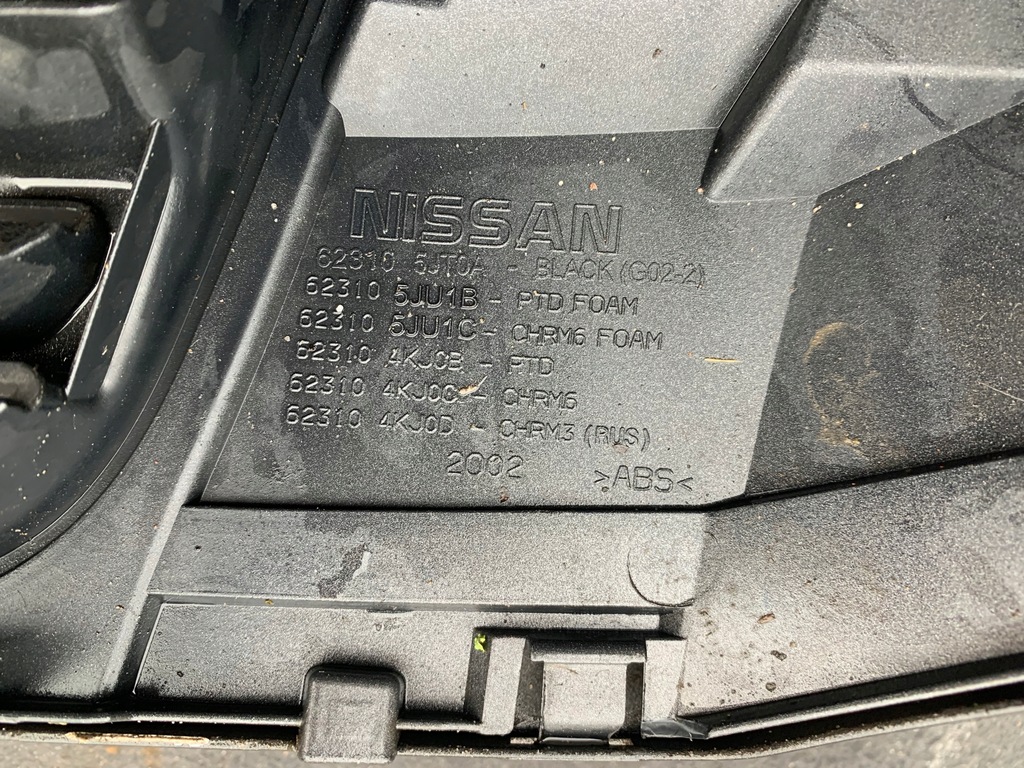 NISSAN
62310 5JT0A - BLACK (G02-2)
62310 5JU1B - PTD FOAM
62310 5JU1C - CHRM6 FOAM
62310 4KJ0B - PTD
62310 4KJ0C - CHRM6
62310 4KJ0D - CHRM3 (RUS)
2002 >ABS<